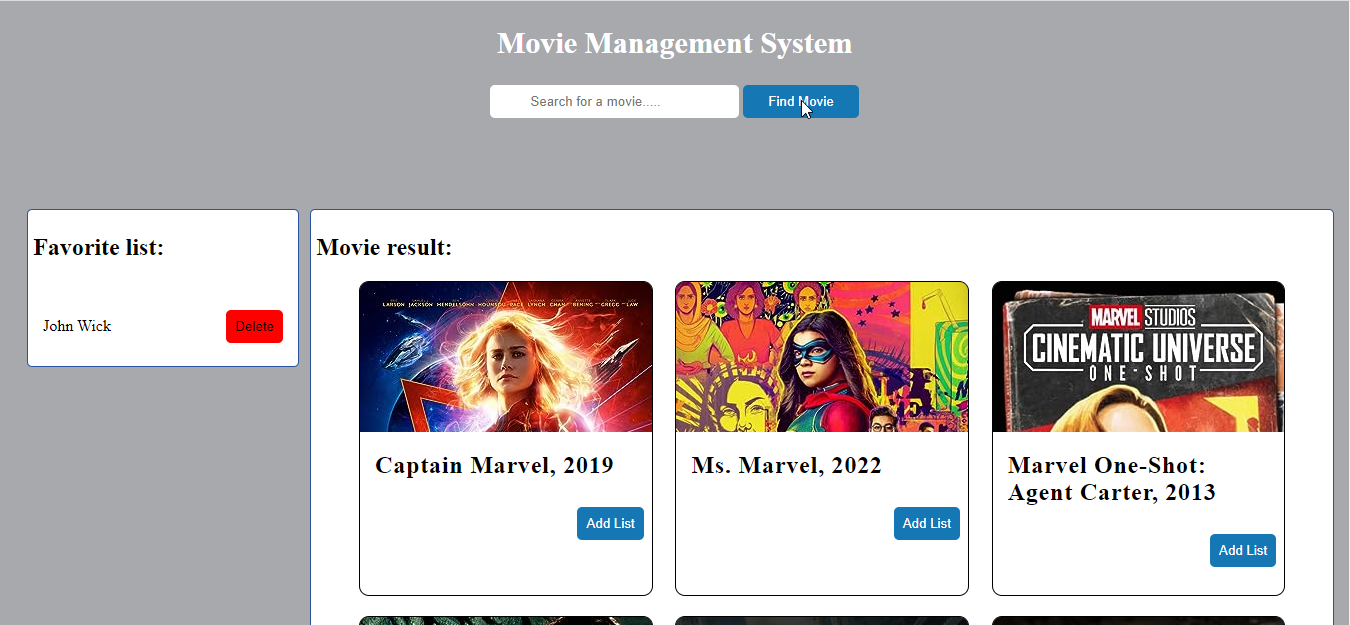 Movie Management System
Search for a movie.....
Find Movie
Favorite list:
John Wick
Delete
Movie result:
LARSON JACKSON MENDELSOHN HOUNSOU PACE LYNCH CHAN BENING GREGG LAW
Captain Marvel, 2019
Add List
Ms. Marvel, 2022
Add List
MARVEL STUDIOS
CINEMATIC UNIVERSE
ONE-SHOT
Marvel One-Shot:
Agent Carter, 2013
Add List